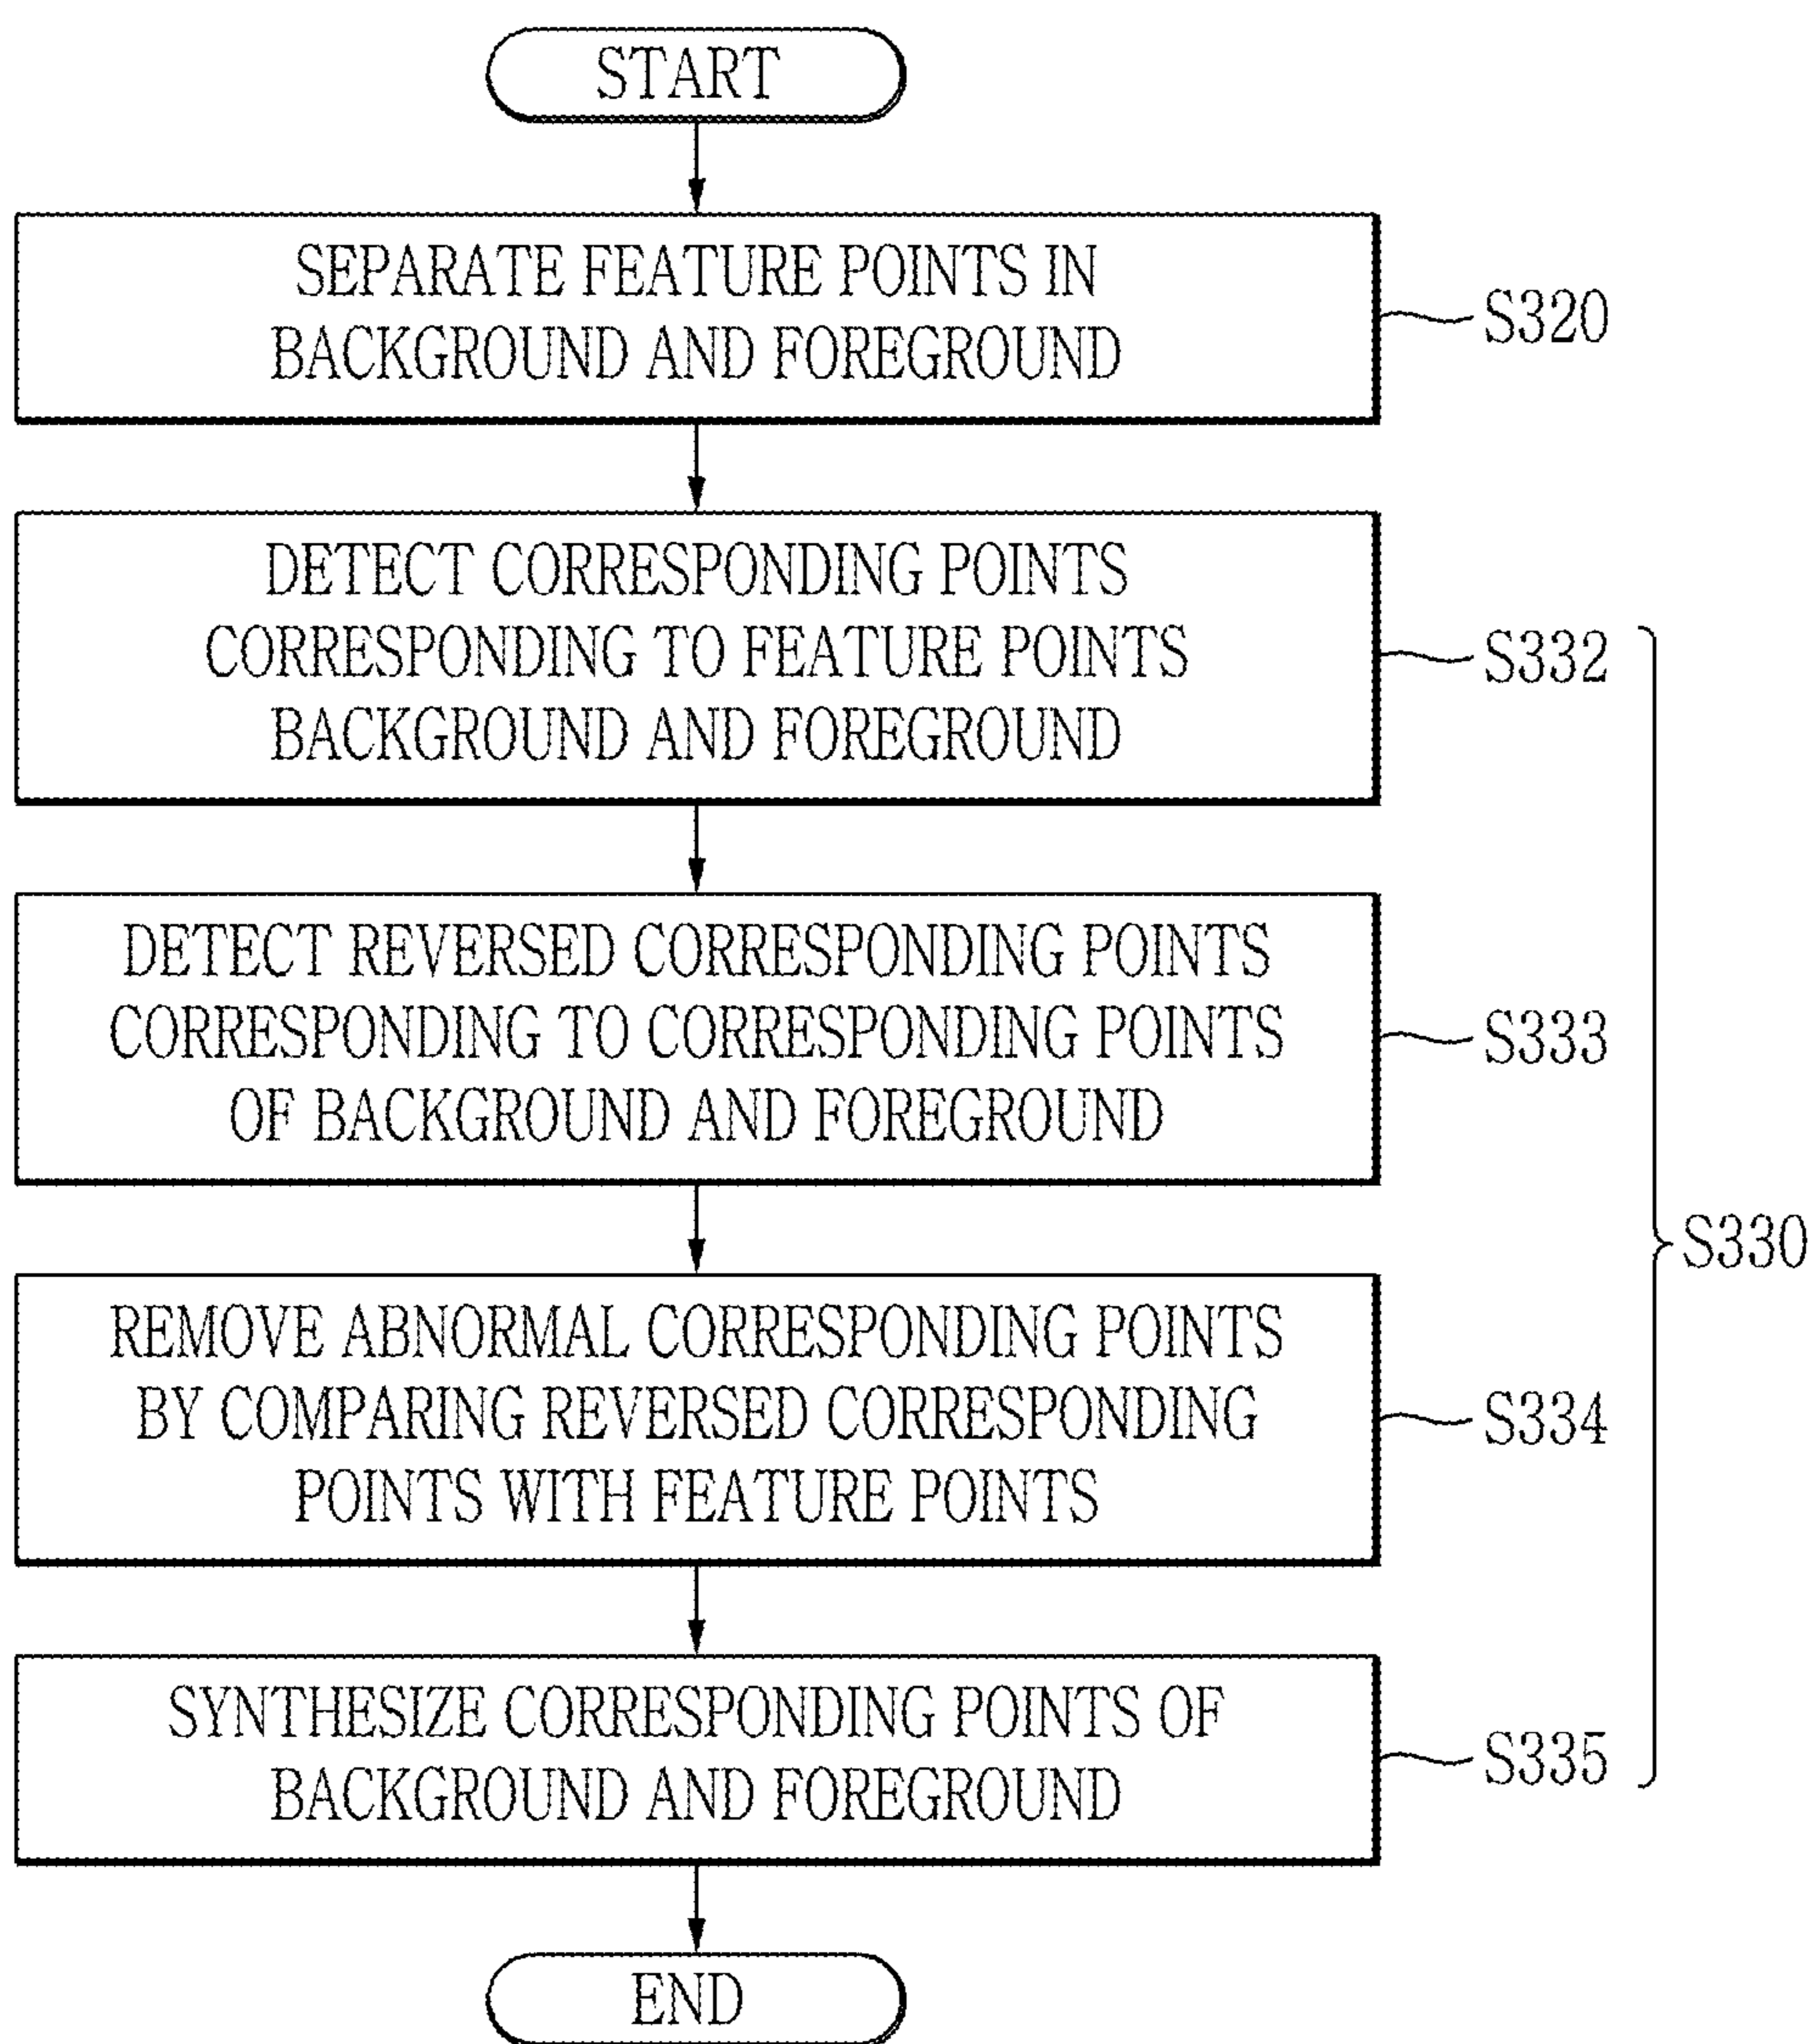 START
SEPARATE FEATURE POINTS IN
BACKGROUND AND FOREGROUND
S320
DETECT CORRESPONDING POINTS
CORRESPONDING TO FEATURE POINTS
BACKGROUND AND FOREGROUND
S332
DETECT REVERSED CORRESPONDING POINTS
CORRESPONDING TO CORRESPONDING POINTS
OF BACKGROUND AND FOREGROUND
S333
S330
REMOVE ABNORMAL CORRESPONDING POINTS
BY COMPARING REVERSED CORRESPONDING
POINTS WITH FEATURE POINTS
S334
SYNTHESIZE CORRESPONDING POINTS OF
BACKGROUND AND FOREGROUND
S335
END